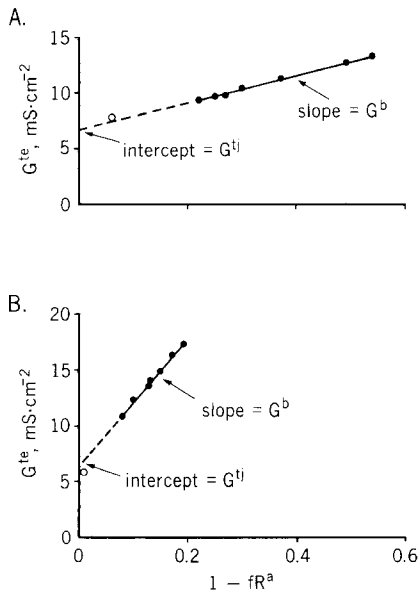 A.
15
10
5
0
G^te, mS·cm^-2
slope = G^b
intercept = G^tj
B.
20
15
10
5
0
G^te, mS·cm^-2
slope = G^b
intercept = G^tj
0 0.2 0.4 0.6
1 – fR^a